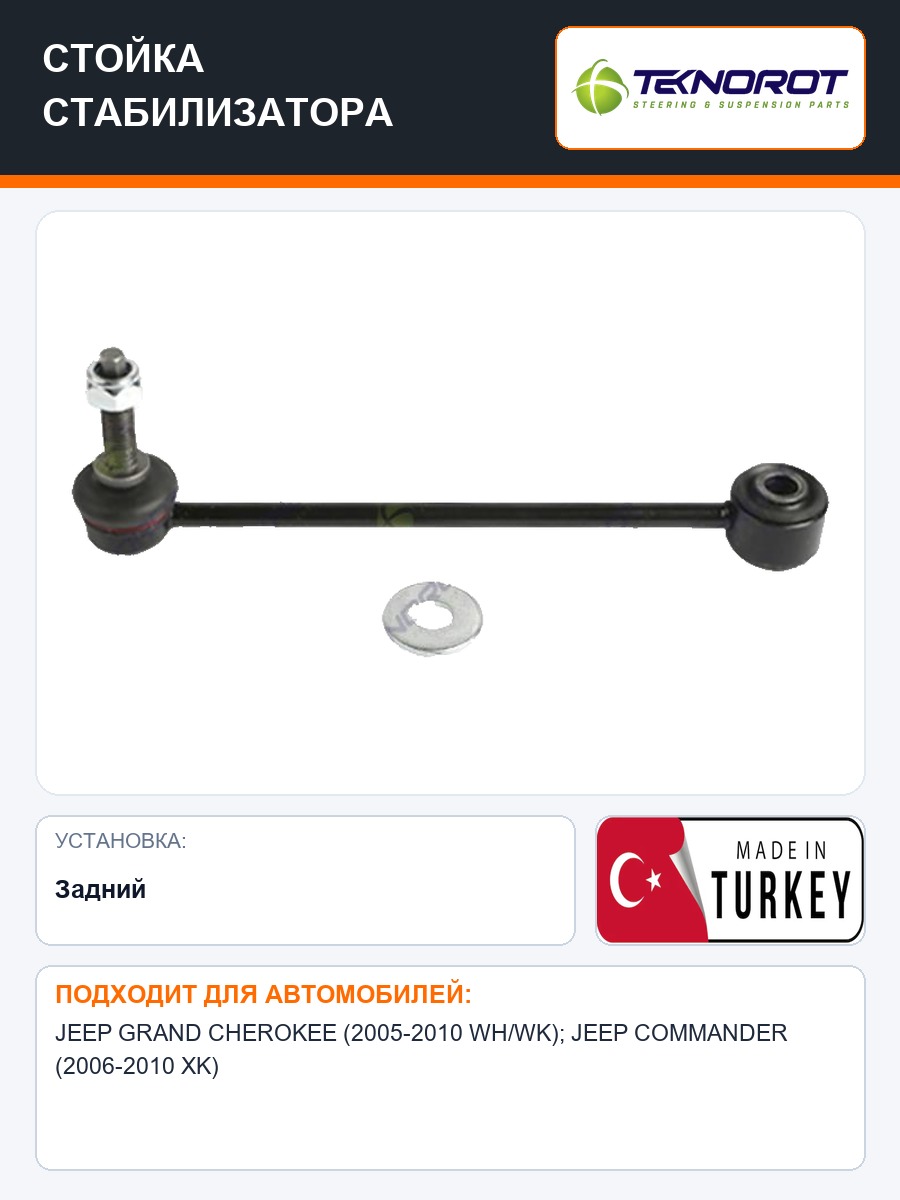 СТОЙКА
СТАБИЛИЗАТОРА
TEKNOROT
STEERING & SUSPENSION PARTS
УСТАНОВКА:
Задний
MADE IN
TURKEY
ПОДХОДИТ ДЛЯ АВТОМОБИЛЕЙ:
JEEP GRAND CHEROKEE (2005-2010 WH/WK); JEEP COMMANDER
(2006-2010 XK)